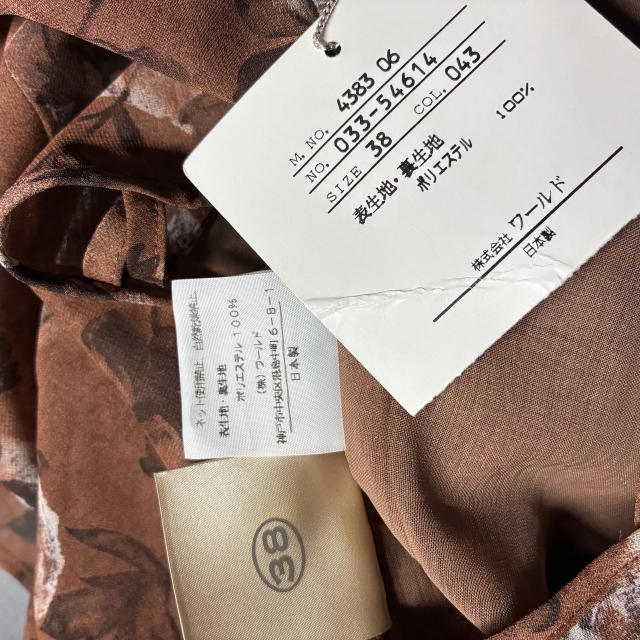 M. NO. 4383 06
NO. 033-54614
SIZE 38 COL. 043
表生地・裏生地
ポリエステル 100%
株式会社 ワールド
日本製
ネット使用
表生地・裏生地
ポリエステル100%
(株)ワールド
神戸市中央区港島中町6-8-1
日本製
38